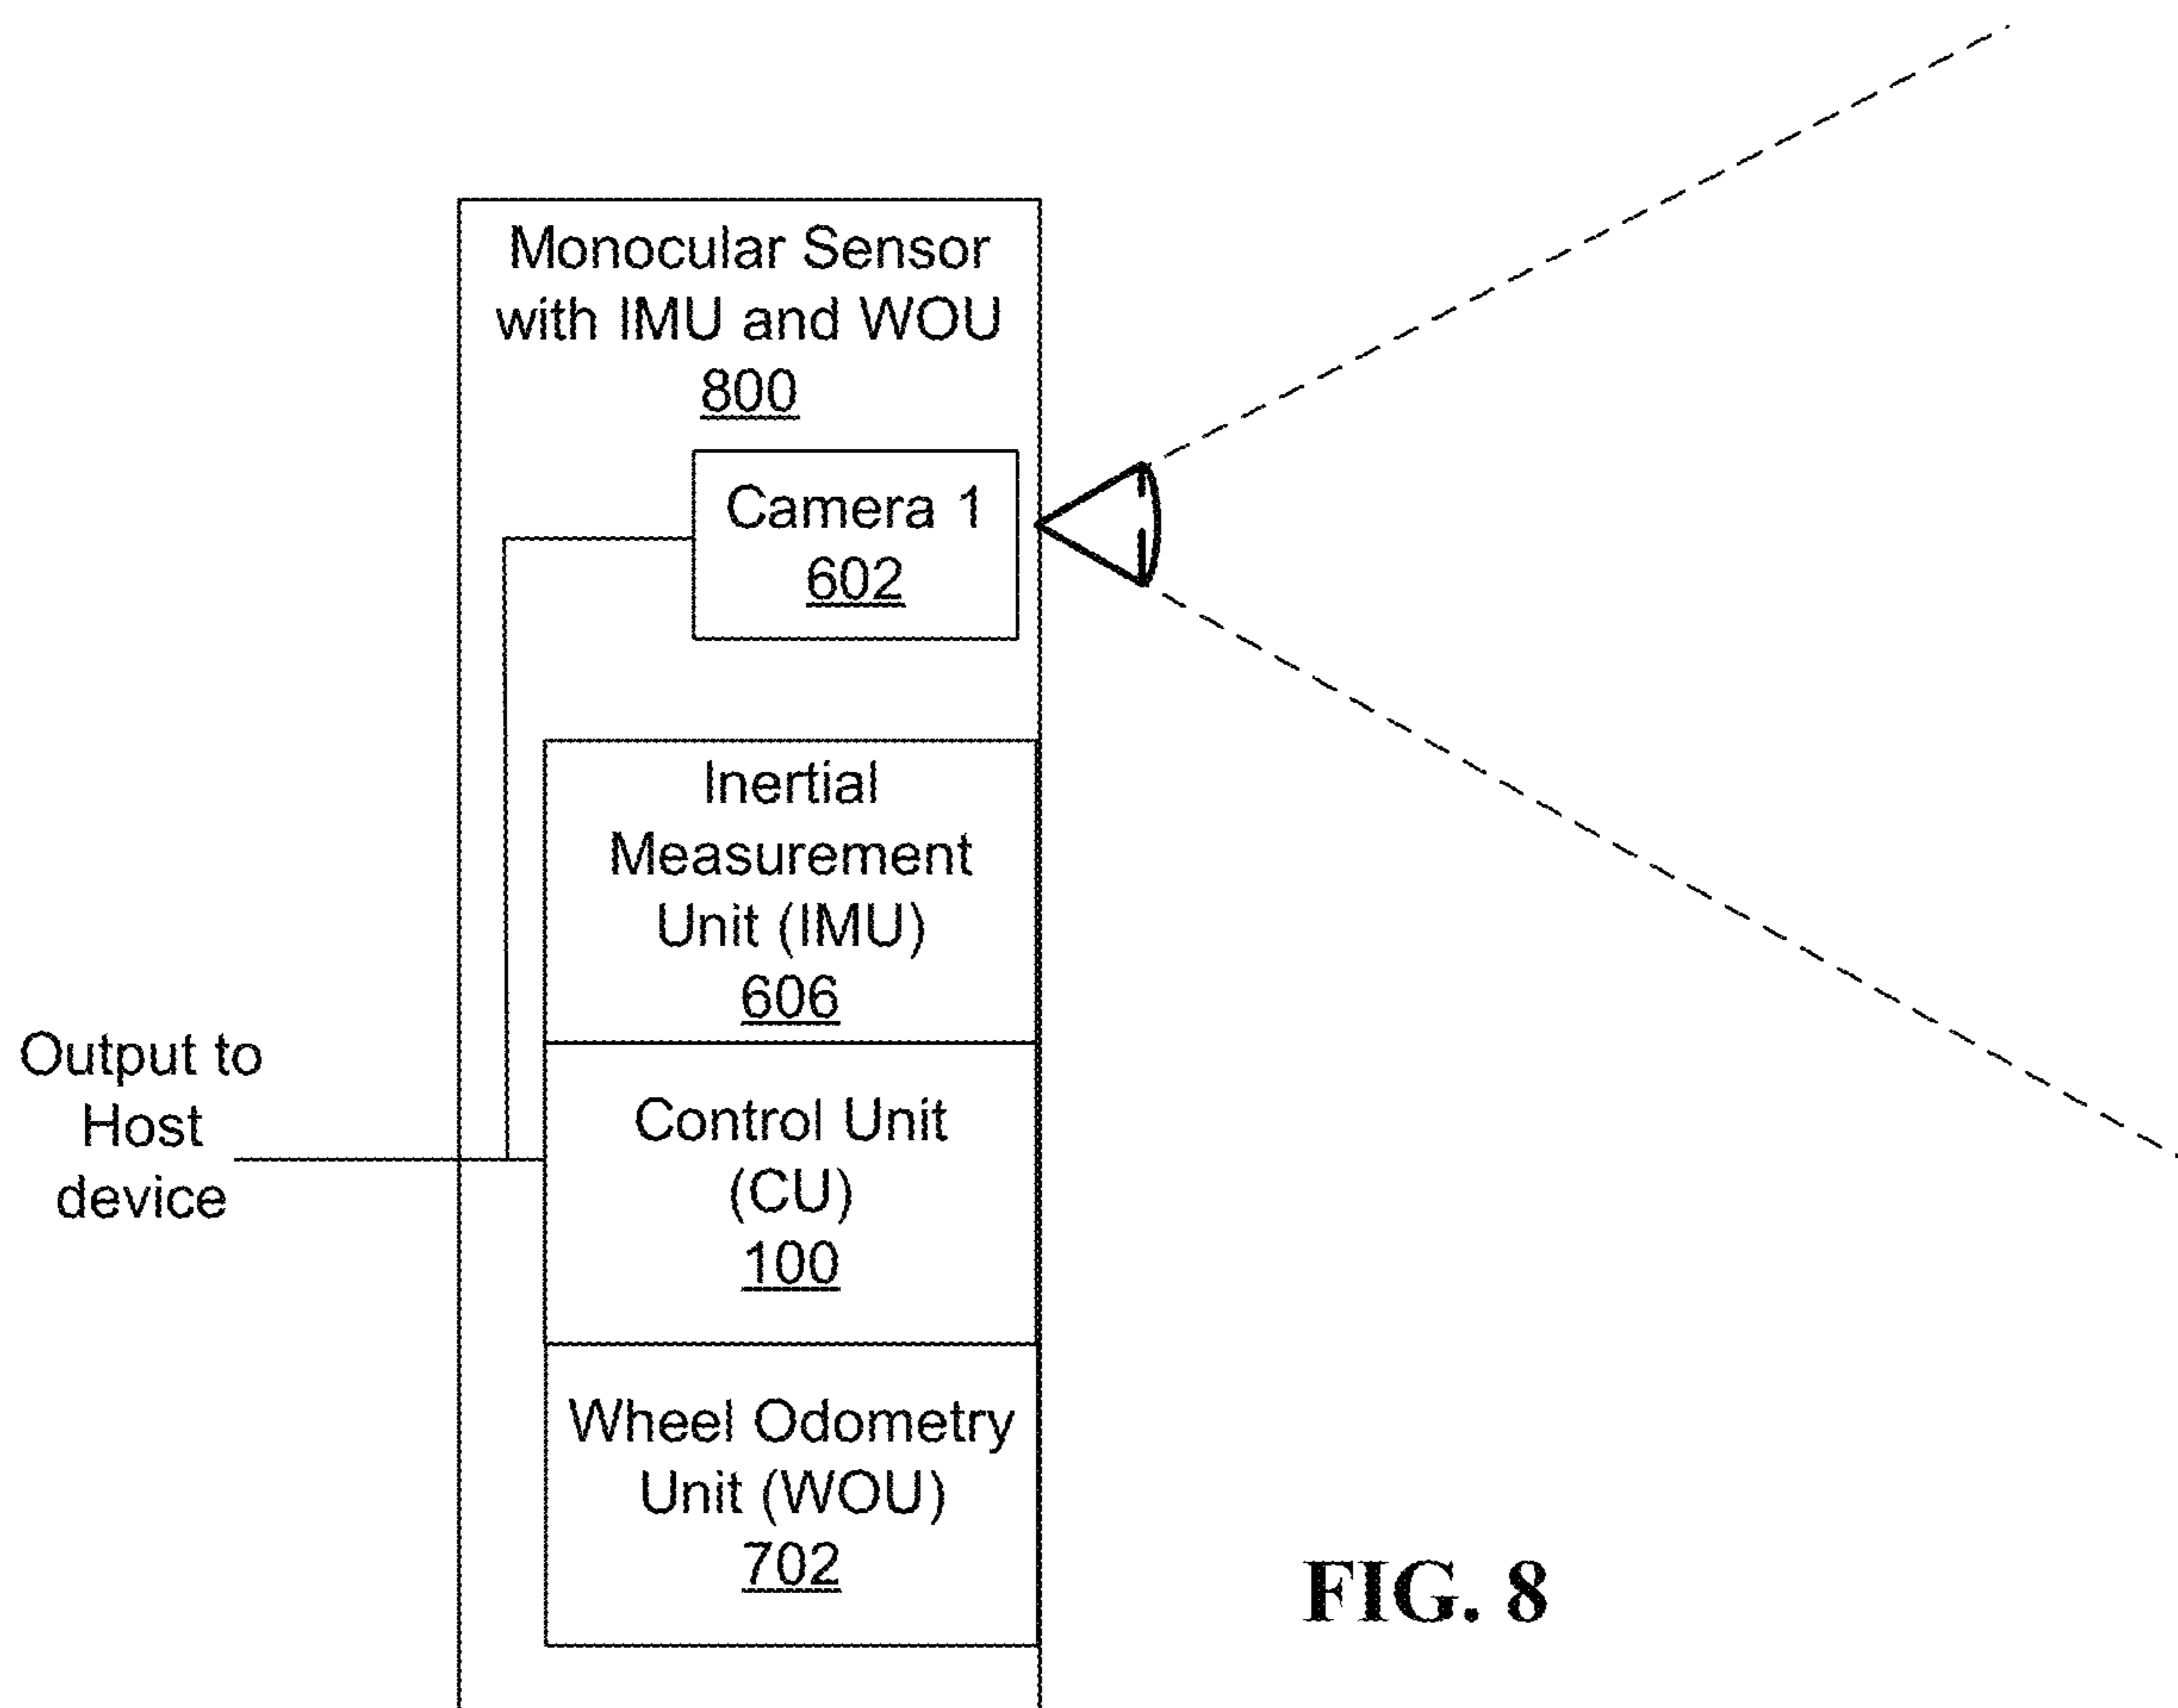 Monocular Sensor
with IMU and WOU
800
Camera 1
602
Inertial
Measurement
Unit (IMU)
606
Output to
Host
device
Control Unit
(CU)
100
Wheel Odometry
Unit (WOU)
702
FIG. 8